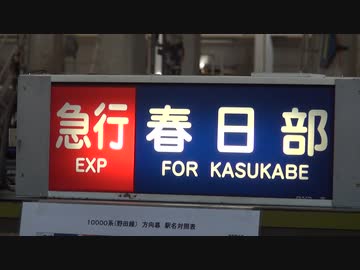 急行 春日部
EXP FOR KASUKABE
10000系(野田線) 方向幕 駅名対照表